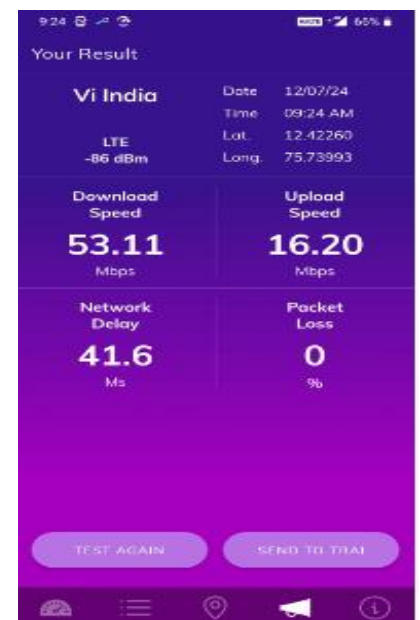 9:24
66%
Your Result
Vi India
LTE
-86 dBm
Date 12/07/24
Time 09:24 AM
Lat. 12.42260
Long. 75.73993
Download
Speed
53.11
Mbps
Upload
Speed
16.20
Mbps
Network
Delay
41.6
Ms
Packet
Loss
0
%
TEST AGAIN
SEND TO TRAI